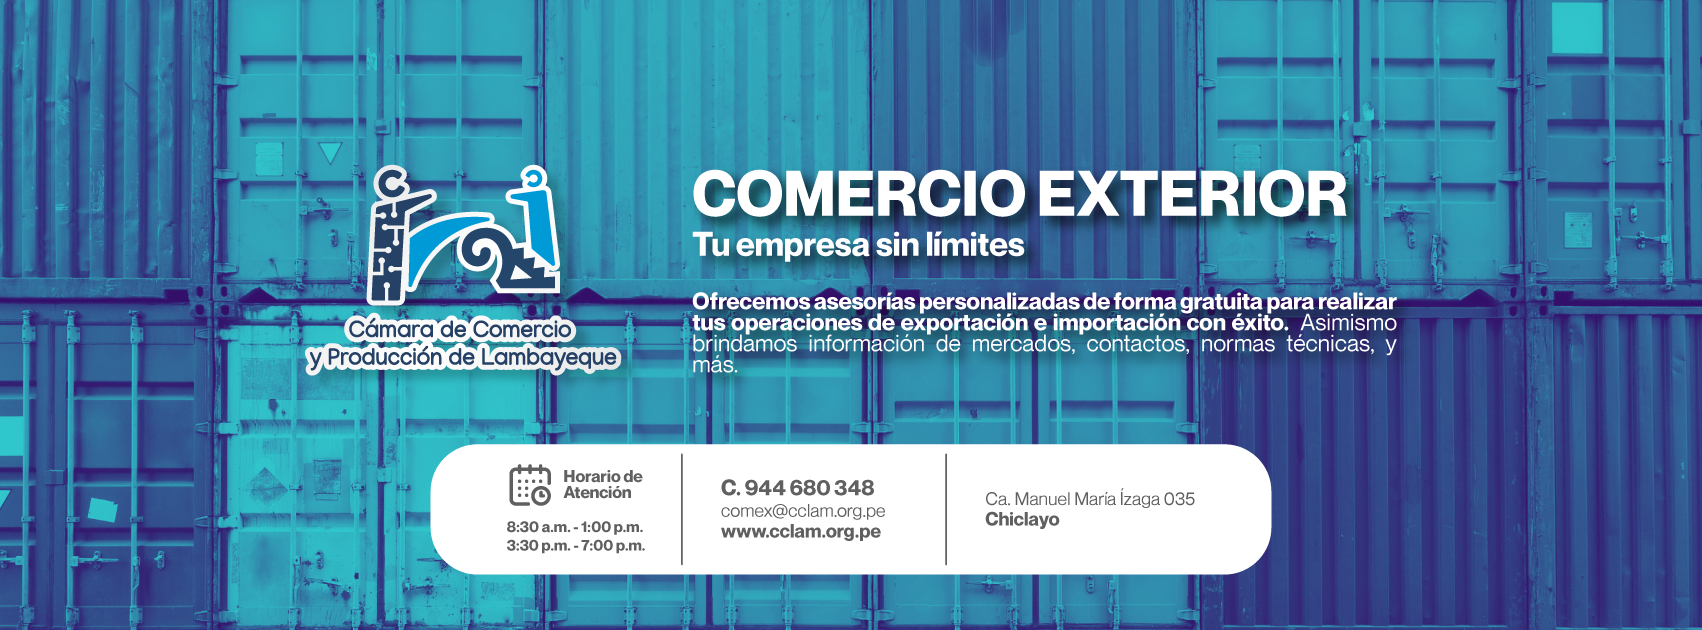 Cámara de Comercio
y Producción de Lambayeque
COMERCIO EXTERIOR
Tu empresa sin límites
Ofrecemos asesorías personalizadas de forma gratuita para realizar
tus operaciones de exportación e importación con éxito. Asimismo
brindamos información de mercados, contactos, normas técnicas, y
más.
Horario de
Atención
8:30 a.m. - 1:00 p.m.
3:30 p.m. - 7:00 p.m.
C. 944 680 348
comex@cclam.org.pe
www.cclam.org.pe
Ca. Manuel María Ízaga 035
Chiclayo